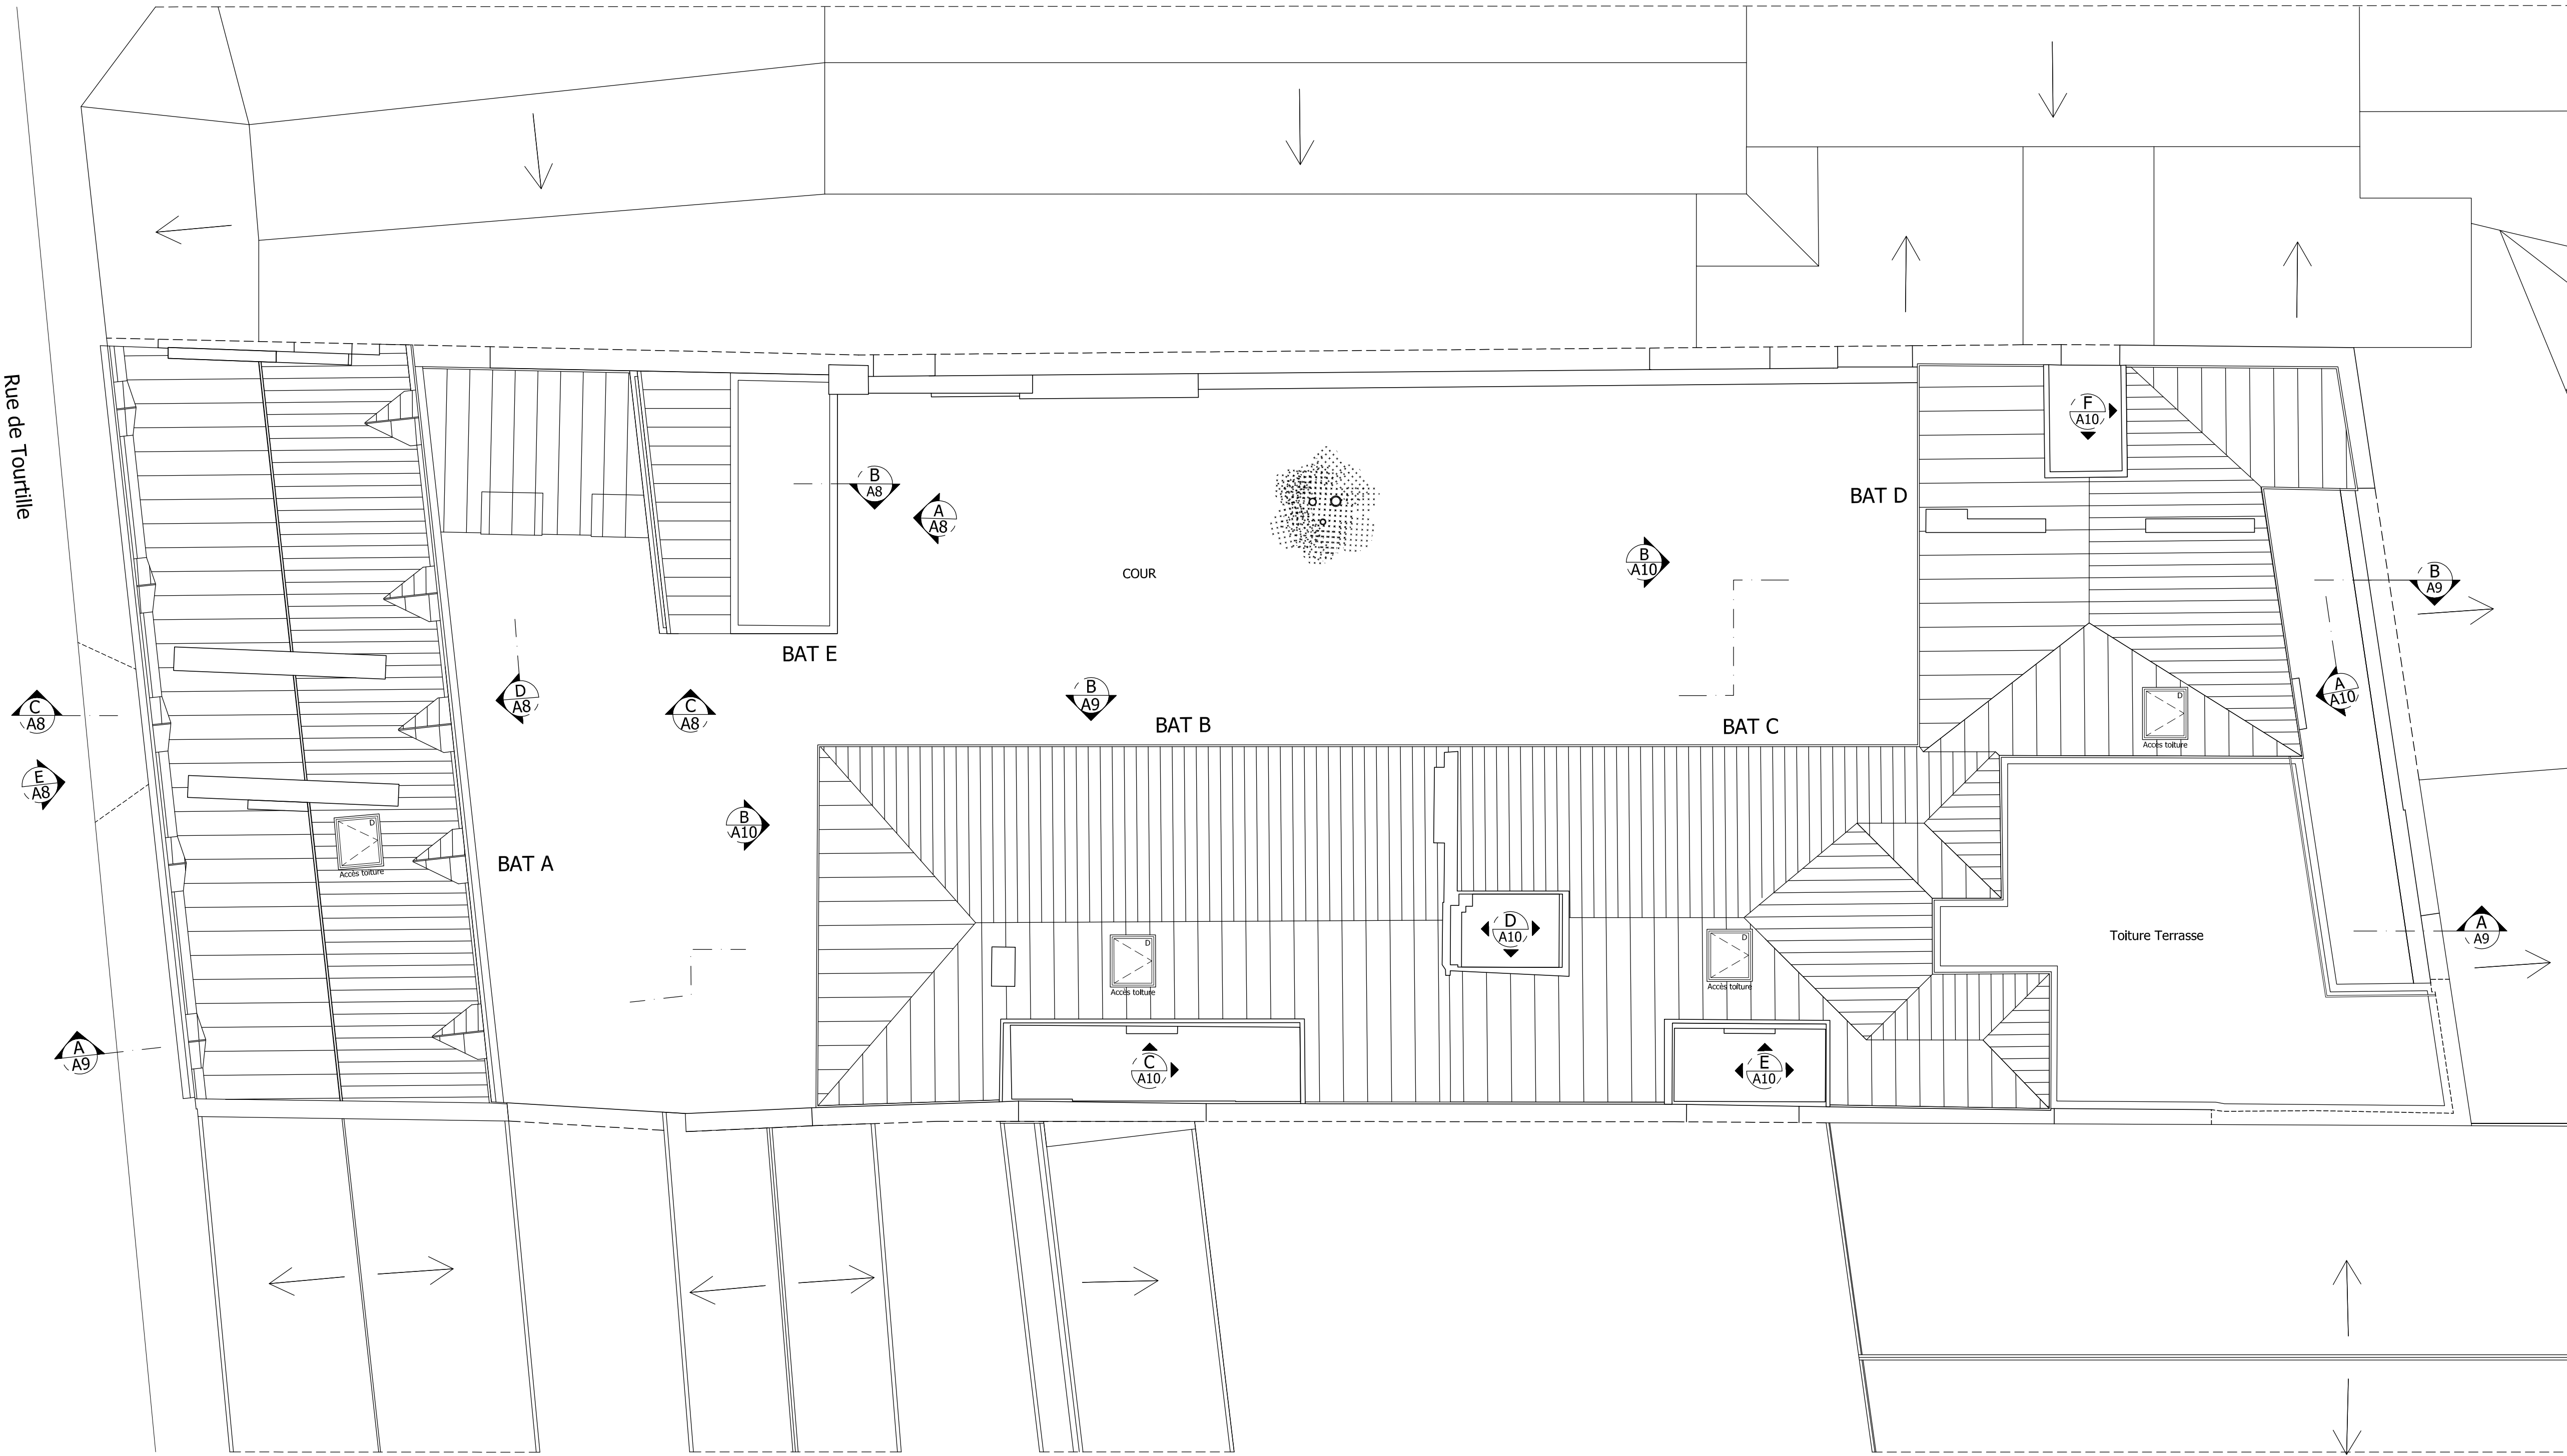 Rue de Tourtille
F
A10
B
A8
BAT D
A
A8
B
A10
COUR
B
A9
BAT E
D
A8
B
A9
A
A10
C
A8
C
A8
BAT B
BAT C
D
Accès toiture
E
A8
B
A10
D
Accès toiture
BAT A
D
A10
D
Accès toiture
D
Accès toiture
Toiture Terrasse
A
A9
A
A9
C
A10
E
A10